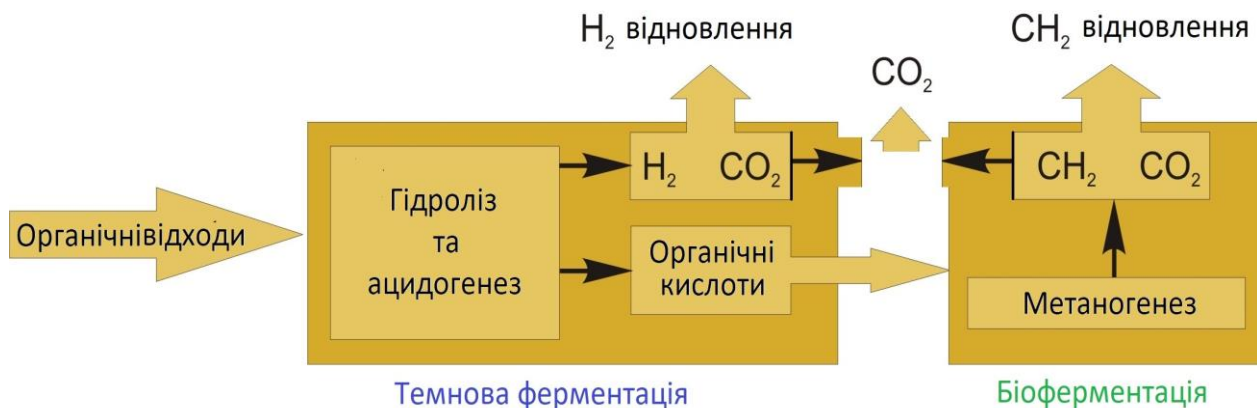 H₂ відновлення
CH₂ відновлення
CO₂
Органічнівідходи
Гідроліз
та
ацидогенез
H₂ CO₂
Органічні
кислоти
CH₂ CO₂
Метаногенез
Темнова ферментація
Біоферментація